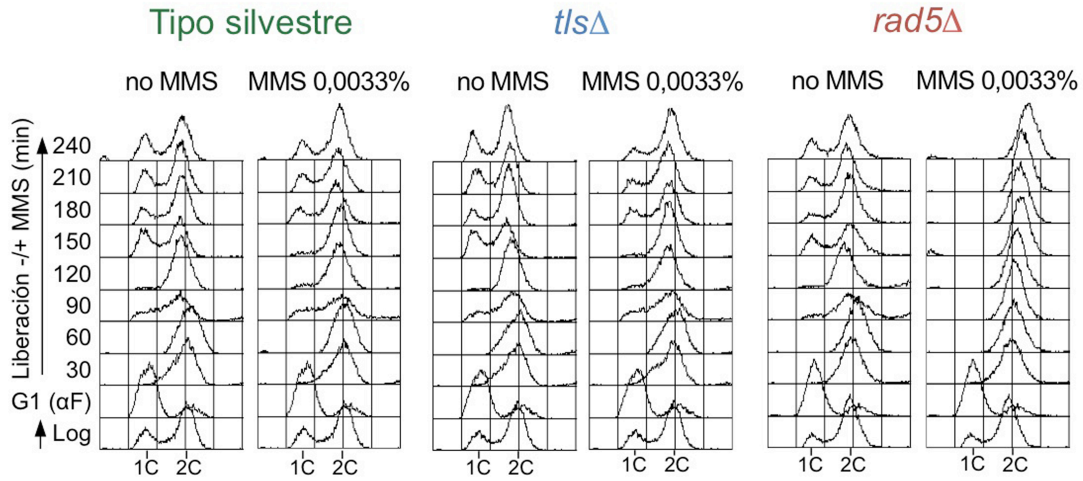 Tipo silvestre tlsΔ rad5Δ
no MMS MMS 0,0033% no MMS MMS 0,0033% no MMS MMS 0,0033%
Liberación -/+ MMS (min)
240
210
180
150
120
90
60
30
G1 (αF)
Log
1C 2C 1C 2C 1C 2C 1C 2C 1C 2C 1C 2C